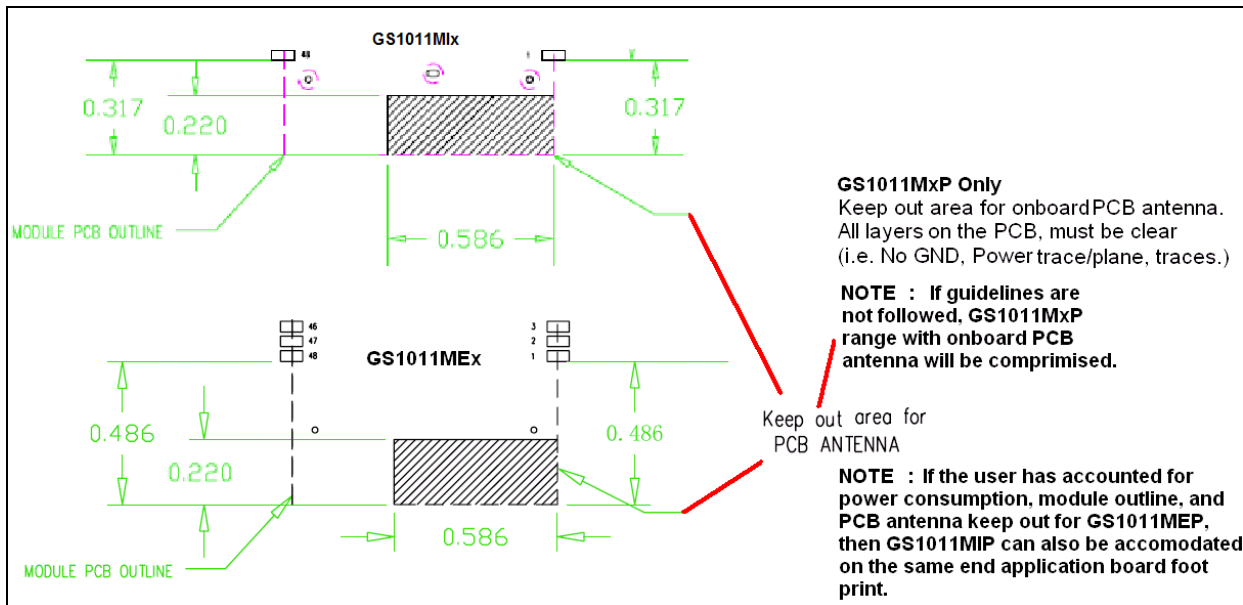 GS1011MIx
48
1
0.317
0.220
0.317
MODULE PCB OUTLINE
0.586
GS1011MxP Only
Keep out area for onboard PCB antenna.
All layers on the PCB, must be clear
(i.e. No GND, Power trace/plane, traces.)
NOTE : If guidelines are
not followed, GS1011MxP
range with onboard PCB
antenna will be comprimised.
46
47
48
GS1011MEx
3
2
1
0.486
0.220
0.486
0.586
MODULE PCB OUTLINE
Keep out area for
PCB ANTENNA
NOTE : If the user has accounted for
power consumption, module outline, and
PCB antenna keep out for GS1011MEP,
then GS1011MIP can also be accomodated
on the same end application board foot
print.